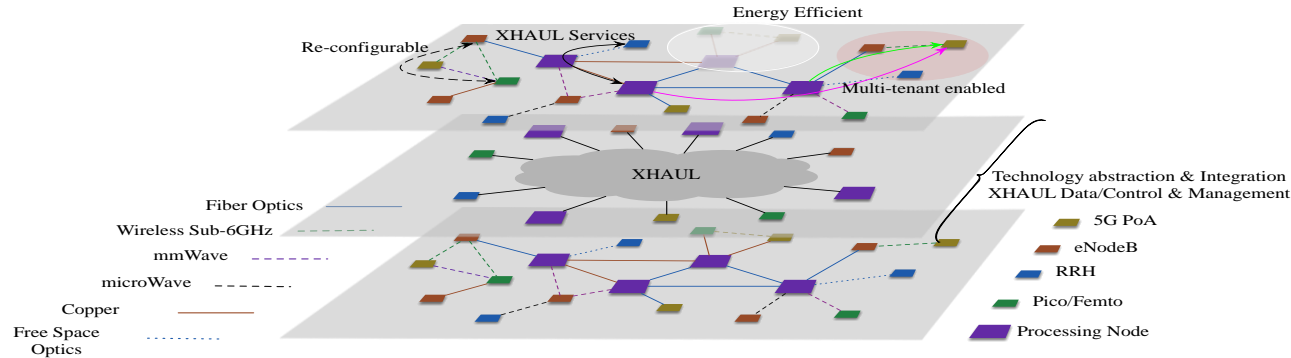 Energy Efficient
XHAUL Services
Re-configurable
Multi-tenant enabled
XHAUL
Technology abstraction & Integration
XHAUL Data/Control & Management
Fiber Optics
Wireless Sub-6GHz
mmWave
microWave
Copper
Free Space
Optics
5G PoA
eNodeB
RRH
Pico/Femto
Processing Node